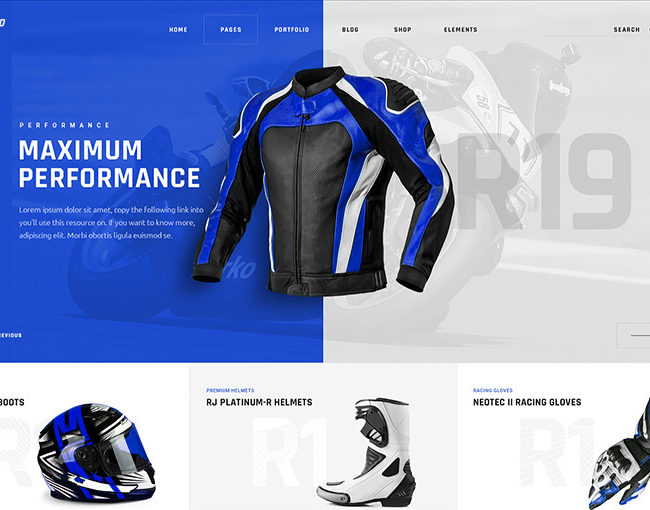 HOME
PAGES
PORTFOLIO
BLOG
SHOP
ELEMENTS
SEARCH
PERFORMANCE
MAXIMUM
PERFORMANCE
Lorem ipsum dolor sit amet, copy the following link into
you'll use this resource on. If you want to know more,
adipiscing elit. Morbi obortis ligula euismod se.
R19
REVIOUS
BOOTS
PREMIUM HELMETS
RJ PLATINUM-R HELMETS
R1
RACING GLOVES
NEOTEC II RACING GLOVES
R1